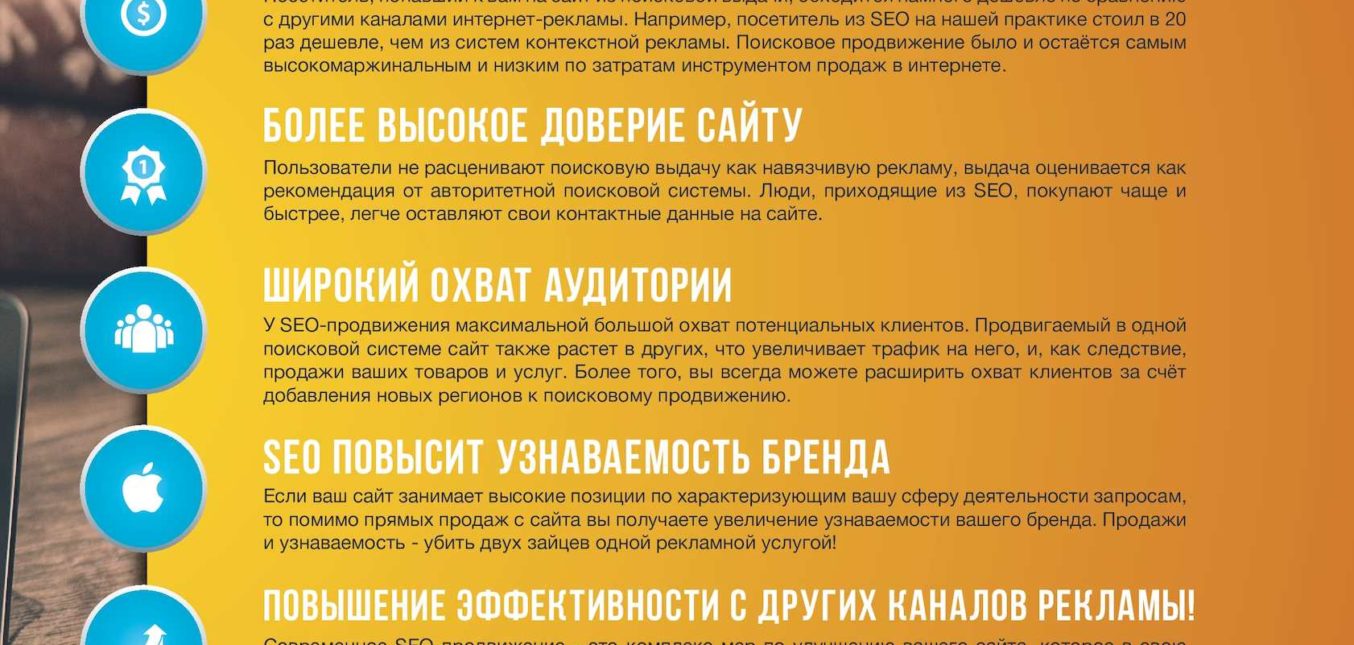 с другими каналами интернет-рекламы. Например, посетитель из SEO на нашей практике стоил в 20
раз дешевле, чем из систем контекстной рекламы. Поисковое продвижение было и остаётся самым
высокомаржинальным и низким по затратам инструментом продаж в интернете.
БОЛЕЕ ВЫСОКОЕ ДОВЕРИЕ САЙТУ
1
Пользователи не расценивают поисковую выдачу как навязчивую рекламу, выдача оценивается как
рекомендация от авторитетной поисковой системы. Люди, приходящие из SEO, покупают чаще и
быстрее, легче оставляют свои контактные данные на сайте.
ШИРОКИЙ ОХВАТ АУДИТОРИИ
У SEO-продвижения максимальной большой охват потенциальных клиентов. Продвигаемый в одной
поисковой системе сайт также растет в других, что увеличивает трафик на него, и, как следствие,
продажи ваших товаров и услуг. Более того, вы всегда можете расширить охват клиентов за счёт
добавления новых регионов к поисковому продвижению.
SEO ПОВЫСИТ УЗНАВАЕМОСТЬ БРЕНДА
Если ваш сайт занимает высокие позиции по характеризующим вашу сферу деятельности запросам,
то помимо прямых продаж с сайта вы получаете увеличение узнаваемости вашего бренда. Продажи
и узнаваемость - убить двух зайцев одной рекламной услугой!
ПОВЫШЕНИЕ ЭФФЕКТИВНОСТИ С ДРУГИХ КАНАЛОВ РЕКЛАМЫ!